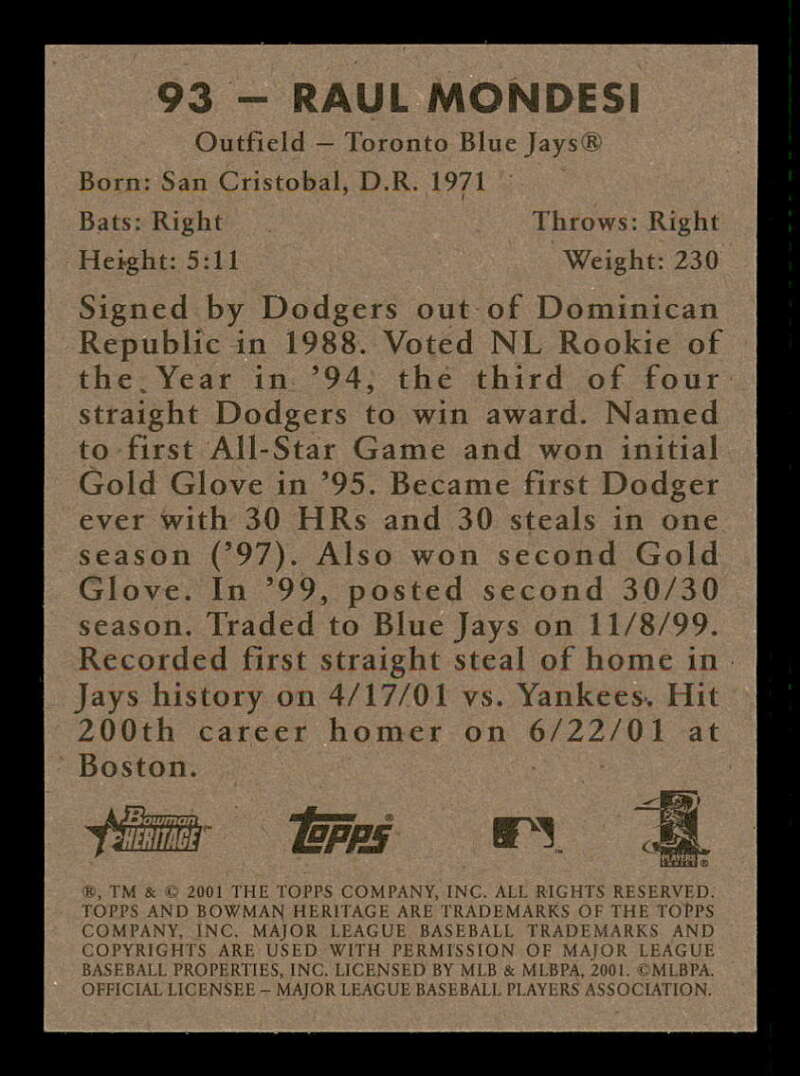 93 – RAUL MONDESI
Outfield – Toronto Blue Jays®
Born: San Cristobal, D.R. 1971
Bats: Right Throws: Right
Height: 5:11 Weight: 230
Signed by Dodgers out of Dominican
Republic in 1988. Voted NL Rookie of
the Year in ’94, the third of four
straight Dodgers to win award. Named
to first All-Star Game and won initial
Gold Glove in ’95. Became first Dodger
ever with 30 HRs and 30 steals in one
season (’97). Also won second Gold
Glove. In ’99, posted second 30/30
season. Traded to Blue Jays on 11/8/99.
Recorded first straight steal of home in
Jays history on 4/17/01 vs. Yankees. Hit
200th career homer on 6/22/01 at
Boston.
Bowman HERITAGE™ Topps® ™ PLAYERS ®
®, TM & © 2001 THE TOPPS COMPANY, INC. ALL RIGHTS RESERVED.
TOPPS AND BOWMAN HERITAGE ARE TRADEMARKS OF THE TOPPS
COMPANY, INC. MAJOR LEAGUE BASEBALL TRADEMARKS AND
COPYRIGHTS ARE USED WITH PERMISSION OF MAJOR LEAGUE
BASEBALL PROPERTIES, INC. LICENSED BY MLB & MLBPA, 2001. ©MLBPA.
OFFICIAL LICENSEE – MAJOR LEAGUE BASEBALL PLAYERS ASSOCIATION.